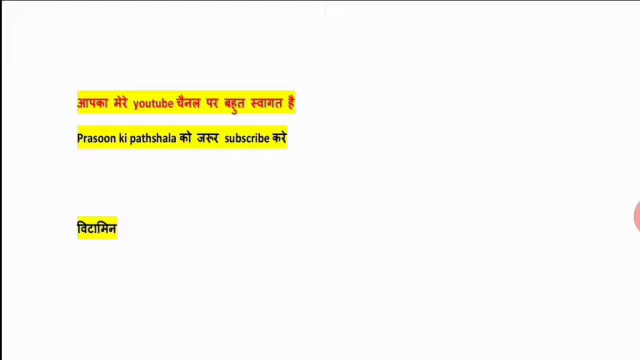 आपका मेरे youtube चैनल पर बहुत स्वागत है
Prasoon ki pathshala को जरूर subscribe करे
विटामिन